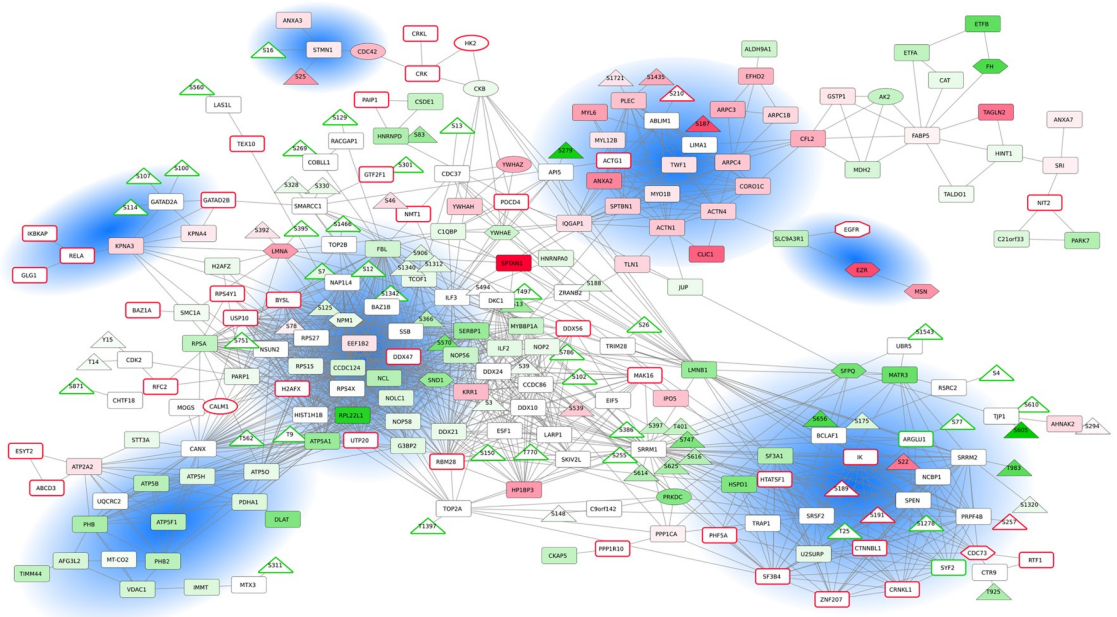 ANXA3
STMN1
S16
S25
CDC42
CRKL
HK2
CRK
CKB
ALDH9A1
ETFB
ETFA
FH
CAT
S1721
S1435
S210
EFHD2
PLEC
ABLIM1
S187
ARPC3
ARPC1B
MYL6
MYL12B
LIMA1
ACTG1
TWF1
ARPC4
ANXA2
MYO1B
CORO1C
SPTBN1
ACTN1
ACTN4
IQGAP1
CLIC1
TLN1
JUP
CFL2
GSTP1
AK2
FABP5
MDH2
TALDO1
TAGLN2
HINT1
ANXA7
SRI
NIT2
C21orf33
PARK7
S560
LAS1L
TEX10
PAIP1
CSDE1
HNRNPD
S83
S129
RACGAP1
S269
COBLL1
GTF2F1
S301
S13
S279
CDC37
YWHAZ
API5
S107
S100
S114
GATAD2A
GATAD2B
IKBKAP
RELA
GLG1
KPNA3
KPNA4
S328
S330
SMARCC1
S46
NMT1
YWHAH
PDCD4
S392
S395
S1466
LMNA
TOP2B
FBL
C1QBP
YWHAE
S906
S1340
S1312
TCOF1
SPTAN1
HNRNPA0
SLC9A3R1
EGFR
EZR
MSN
H2AFZ
RPS4Y1
BAZ1A
SMC1A
USP10
BYSL
S7
S12
NAP1L4
S1342
BAZ1B
ILF3
S494
DKC1
T497
S13
ZRANB2
S188
S125
NPM1
S366
S78
RPS27
EEF1B2
SSB
SERBP1
MYBBP1A
DDX56
S26
TRIM28
Y15
T14
CDK2
RPSA
S751
NSUN2
S570
NOP56
ILF2
NOP2
S786
DDX47
S871
CHTF18
RFC2
PARP1
RPS15
CCDC124
DDX24
S39
S102
MAK16
LMNB1
SFPQ
MATR3
UBR5
S1543
RSRC2
S4
MOGS
CALM1
H2AFX
RPS4X
NCL
SND1
NOLC1
KRR1
CCDC86
S3
S539
EIF5
IPO5
HIST1H1B
RPL22L1
NOP58
DDX10
STT3A
CANX
T562
T9
ATP5A1
UTP20
G3BP2
DDX21
ESF1
LARP1
S386
S397
T401
S747
ESYT2
ATP2A2
ABCD3
ATP5H
ATP5O
RBM28
S150
T770
SKIV2L
S255
SRRM1
S616
S614
S625
UQCRC2
ATP5B
PDHA1
HP1BP3
PRKDC
PHB
ATP5F1
DLAT
TOP2A
C9orf142
T1397
S148
PPP1CA
PHF5A
AFG3L2
MT-CO2
PHB2
CKAP5
PPP1R10
TIMM44
VDAC1
IMMT
MTX3
S311
S656
S175
S77
BCLAF1
ARGLU1
TJP1
S610
S605
AHNAK2
S294
SF3A1
IK
S22
SRRM2
T983
HSPD1
HTATSF1
S189
NCBP1
SPEN
S1320
TRAP1
SRSF2
S191
S1278
PRPF4B
S257
T25
U2SURP
CTNNBL1
CDC73
RTF1
SF3B4
SYF2
CTR9
ZNF207
CRNKL1
T925